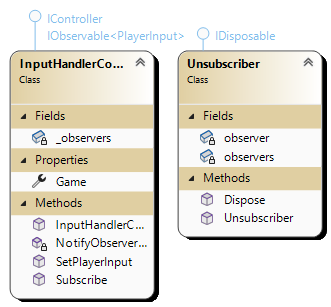 IController
IObservable<PlayerInput>
InputHandlerCo...
Class
Fields
_observers
Properties
Game
Methods
InputHandlerC...
NotifyObserver...
SetPlayerInput
Subscribe
IDisposable
Unsubscriber
Class
Fields
observer
observers
Methods
Dispose
Unsubscriber